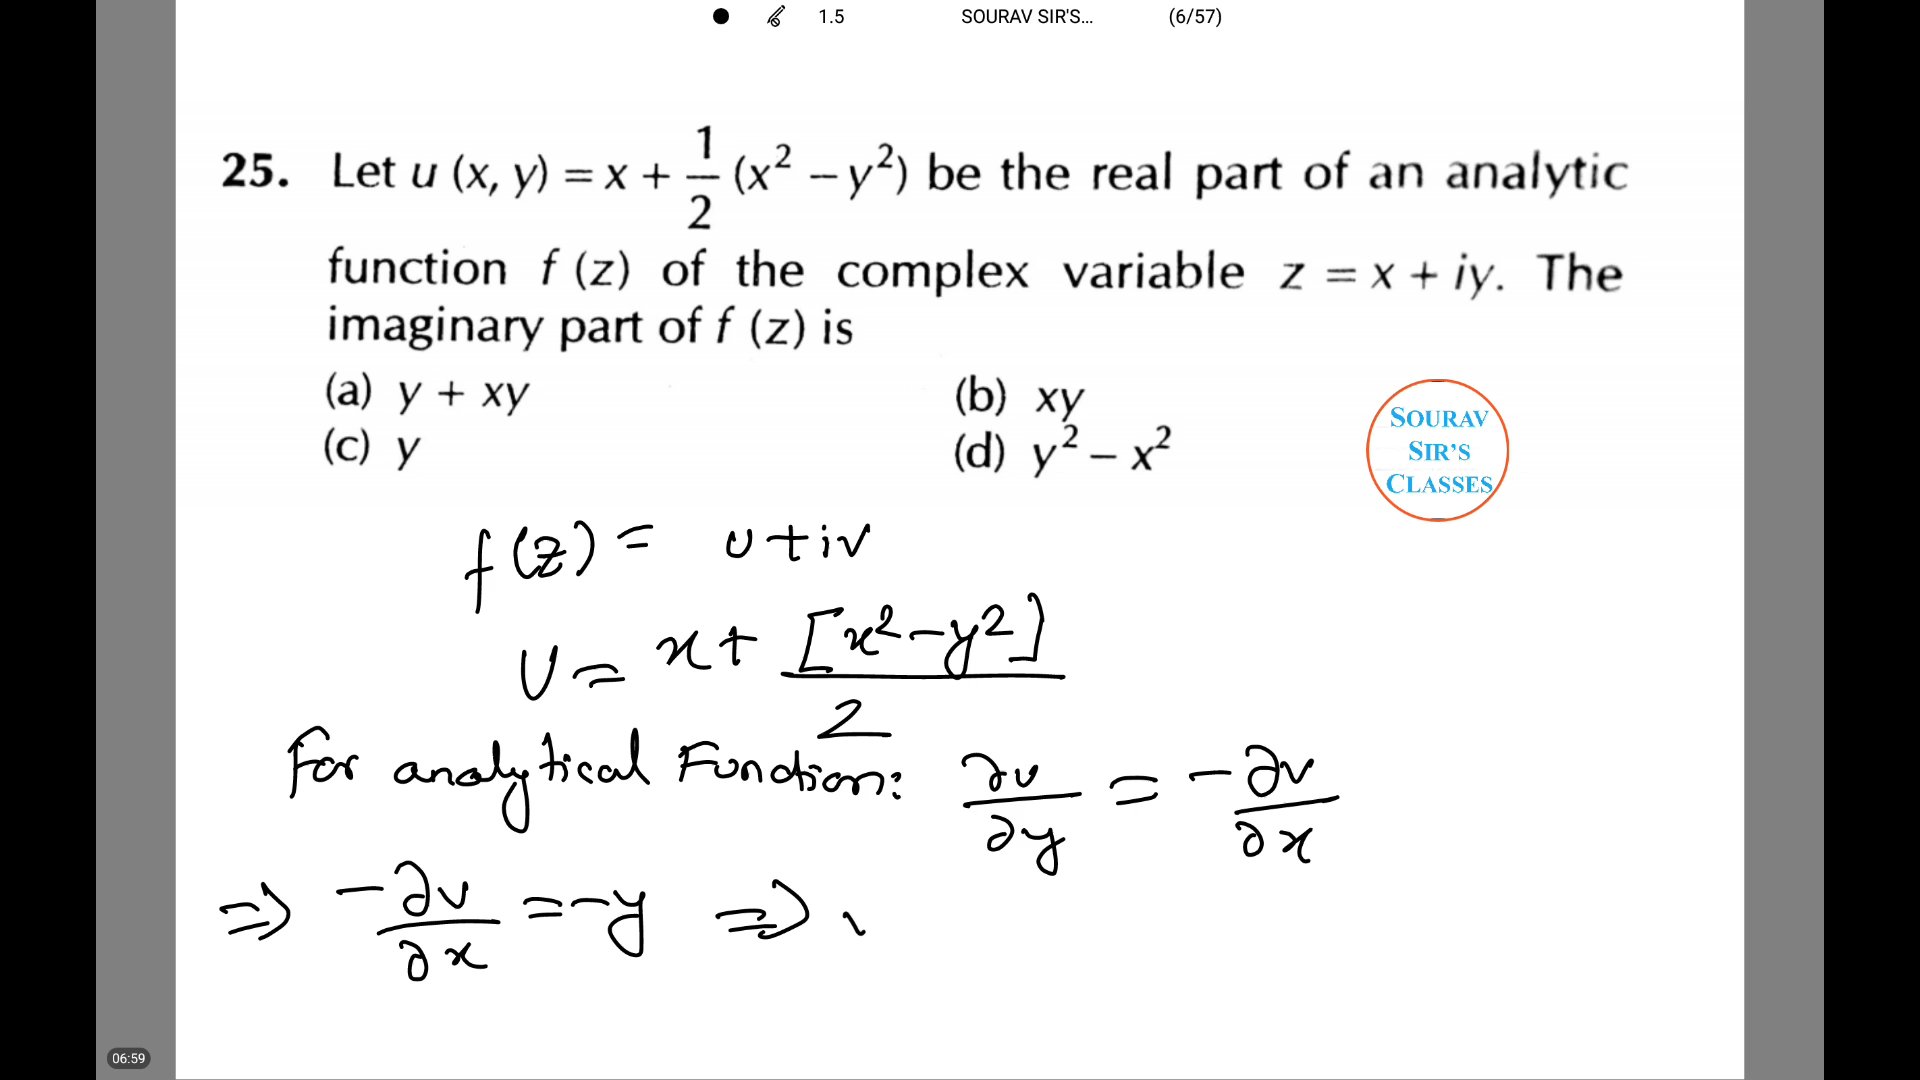 1.5 SOURAV SIR'S... (6/57)
25. Let u (x, y) = x + 1/2 (x² − y²) be the real part of an analytic
function f (z) of the complex variable z = x + iy. The
imaginary part of f (z) is
(a) y + xy (b) xy
(c) y (d) y² − x²
SOURAV
SIR'S
CLASSES
f(z) = u+iv
U = x + [x²-y²]/2
For analytical Function: ∂u/∂y = -∂v/∂x
⇒ -∂v/∂x = -y ⇒
06:59